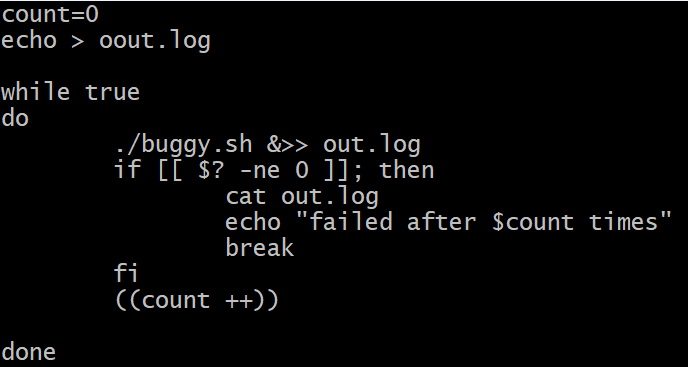 count=0
echo > oout.log
while true
do
./buggy.sh &>> out.log
if [[ $? -ne 0 ]]; then
cat out.log
echo "failed after $count times"
break
fi
((count ++))
done